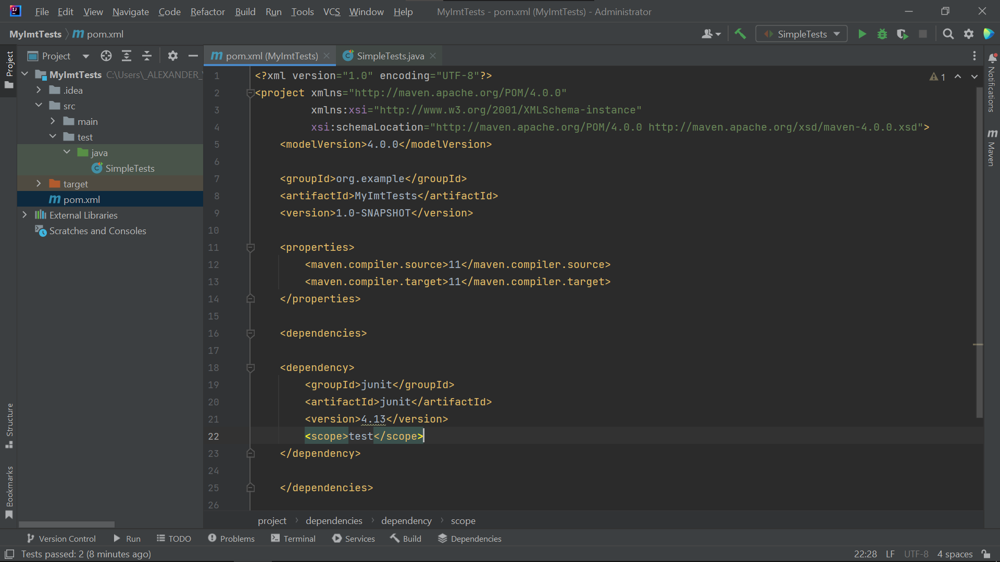 File Edit View Navigate Code Refactor Build Run Tools VCS Window Help MyImtTests - pom.xml (MyImtTests) - Administrator
MyImtTests pom.xml SimpleTests
Project
Project
pom.xml (MyImtTests) SimpleTests.java
MyImtTests C:\Users\_ALEXANDER_
.idea
src
main
test
java
SimpleTests
target
pom.xml
External Libraries
Scratches and Consoles
1 <?xml version="1.0" encoding="UTF-8"?>
2 <project xmlns="http://maven.apache.org/POM/4.0.0"
3 xmlns:xsi="http://www.w3.org/2001/XMLSchema-instance"
4 xsi:schemaLocation="http://maven.apache.org/POM/4.0.0 http://maven.apache.org/xsd/maven-4.0.0.xsd">
5 <modelVersion>4.0.0</modelVersion>
6
7 <groupId>org.example</groupId>
8 <artifactId>MyImtTests</artifactId>
9 <version>1.0-SNAPSHOT</version>
10
11 <properties>
12 <maven.compiler.source>11</maven.compiler.source>
13 <maven.compiler.target>11</maven.compiler.target>
14 </properties>
15
16 <dependencies>
17
18 <dependency>
19 <groupId>junit</groupId>
20 <artifactId>junit</artifactId>
21 <version>4.13</version>
22 <scope>test</scope>
23 </dependency>
24
25 </dependencies>
26
1
Notifications
m Maven
Structure
Bookmarks
project dependencies dependency scope
Version Control Run TODO Problems Terminal Services Build Dependencies
Tests passed: 2 (8 minutes ago) 22:28 LF UTF-8 4 spaces